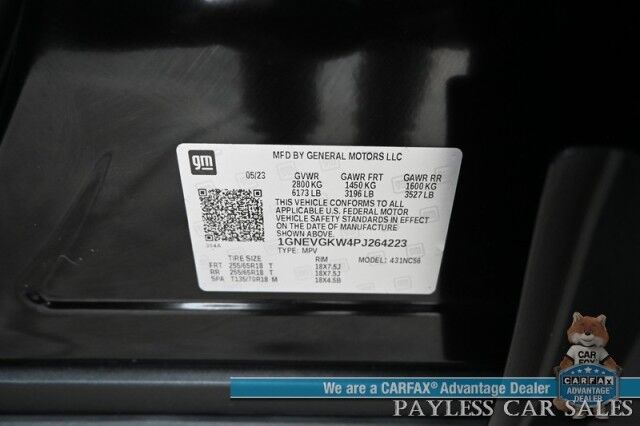 gm
MFD BY GENERAL MOTORS LLC
05/23 GVWR GAWR FRT GAWR RR
2800 KG 1450 KG 1600 KG
6173 LB 3196 LB 3527 LB
THIS VEHICLE CONFORMS TO ALL
APPLICABLE U.S. FEDERAL MOTOR
VEHICLE SAFETY STANDARDS IN EFFECT
ON THE DATE OF MANUFACTURE
SHOWN ABOVE.
1GNEVGKW4PJ264223
TYPE: MPV MODEL: 431NC56
TIRE SIZE RIM
FRT 255/65R18 T 18X7.5J
RR 255/65R18 T 18X7.5J
SPA T135/70R18 M 18X4.5B
We are a CARFAX® Advantage Dealer
PAYLESS CAR SALES
CAR
FOX
CARFAX
ADVANTAGE
DEALER